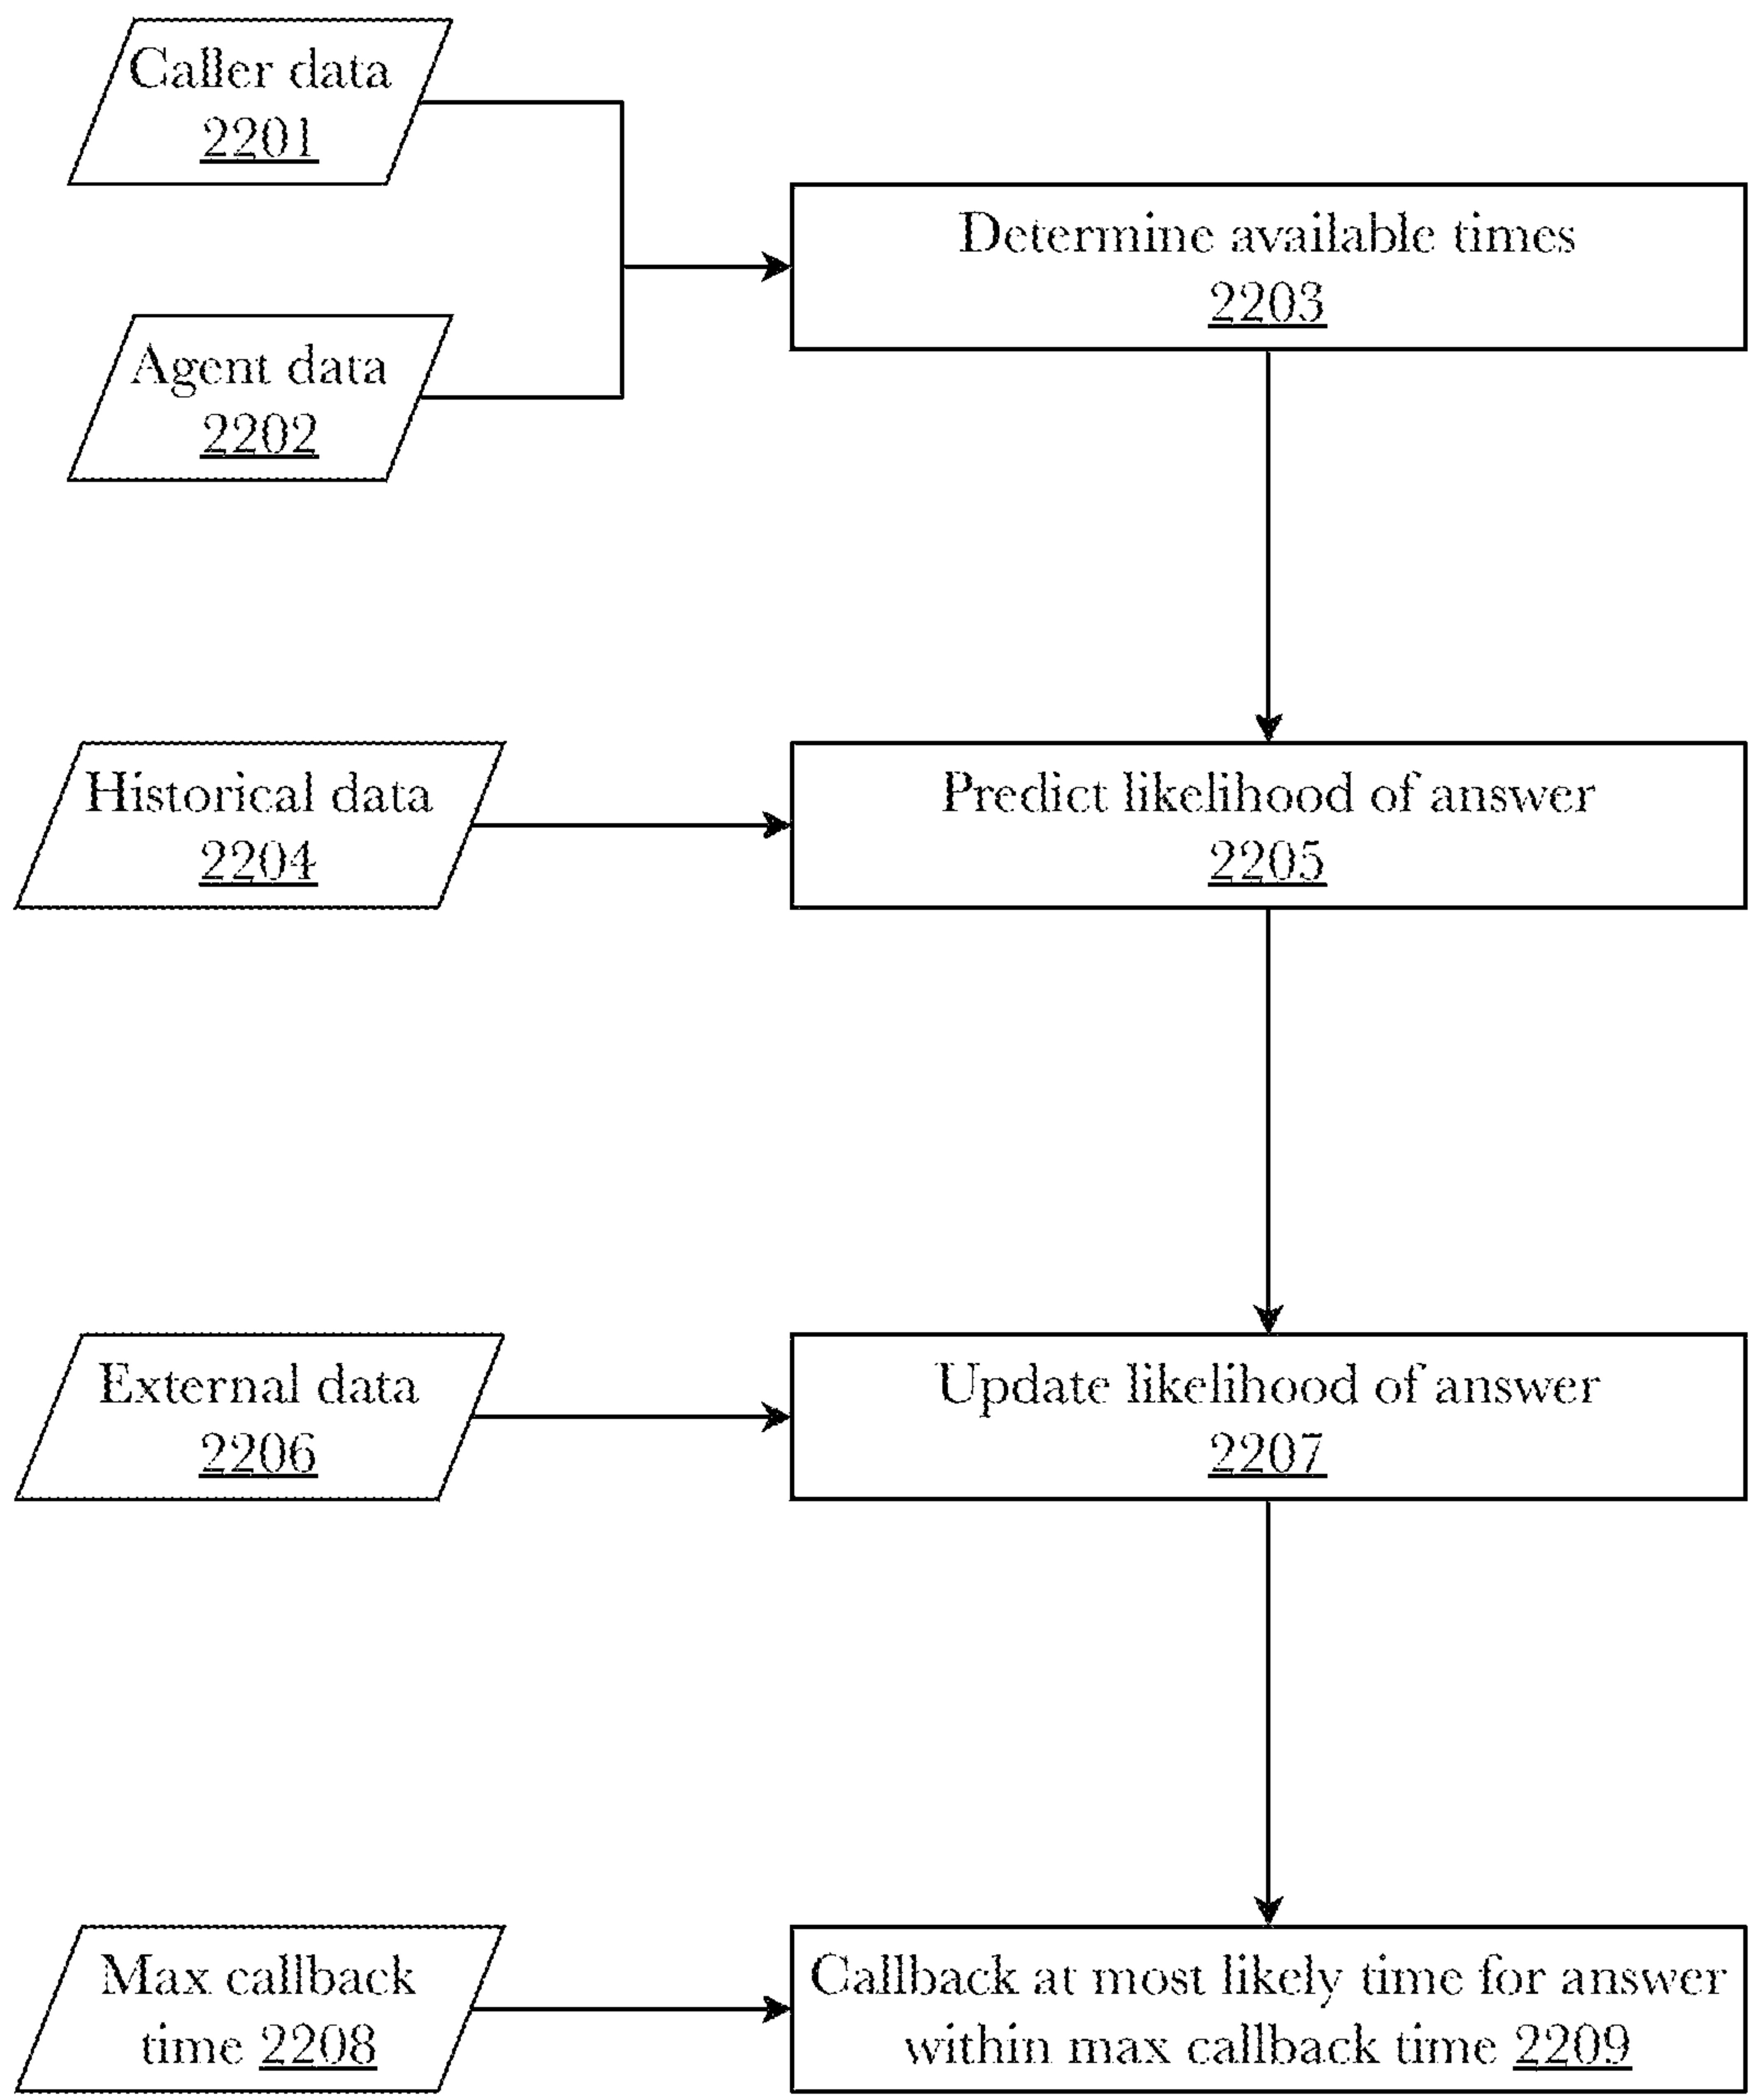 Caller data
2201
Determine available times
2203
Agent data
2202
Historical data
2204
Predict likelihood of answer
2205
External data
2206
Update likelihood of answer
2207
Max callback
time 2208
Callback at most likely time for answer
within max callback time 2209